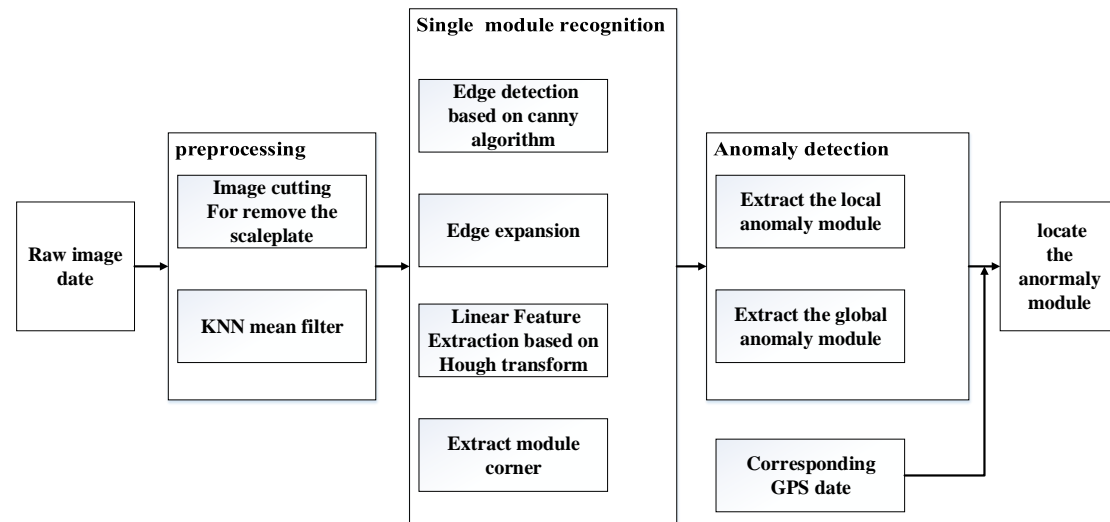 Raw image
date
preprocessing
Image cutting
For remove the
scaleplate
KNN mean filter
Single module recognition
Edge detection
based on canny
algorithm
Edge expansion
Linear Feature
Extraction based on
Hough transform
Extract module
corner
Anomaly detection
Extract the local
anomaly module
Extract the global
anomaly module
Corresponding
GPS date
locate
the
anormaly
module